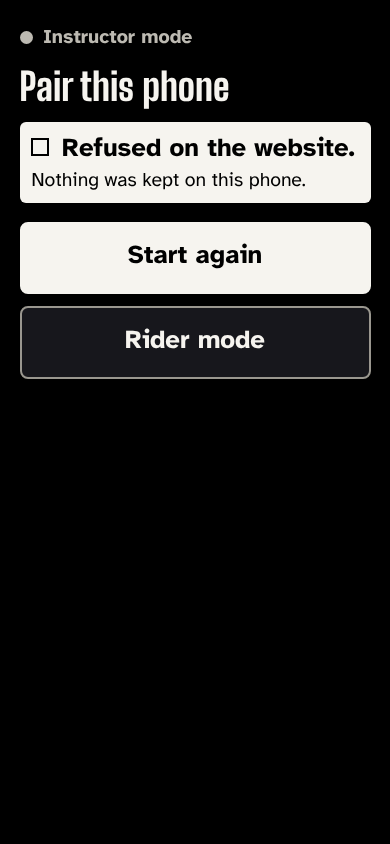 Instructor mode
Pair this phone
Refused on the website.
Nothing was kept on this phone.
Start again
Rider mode